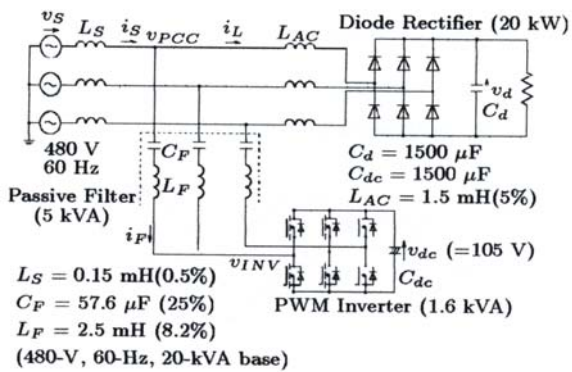 Diode Rectifier (20 kW)
v_S L_S i_S v_PCC i_L L_AC
v_d
C_d
480 V
60 Hz
C_F
C_d = 1500 μF
C_dc = 1500 μF
L_AC = 1.5 mH(5%)
Passive Filter
(5 kVA)
L_F
i_F
v_INV
v_dc (=105 V)
C_dc
PWM Inverter (1.6 kVA)
L_S = 0.15 mH(0.5%)
C_F = 57.6 μF (25%)
L_F = 2.5 mH (8.2%)
(480-V, 60-Hz, 20-kVA base)